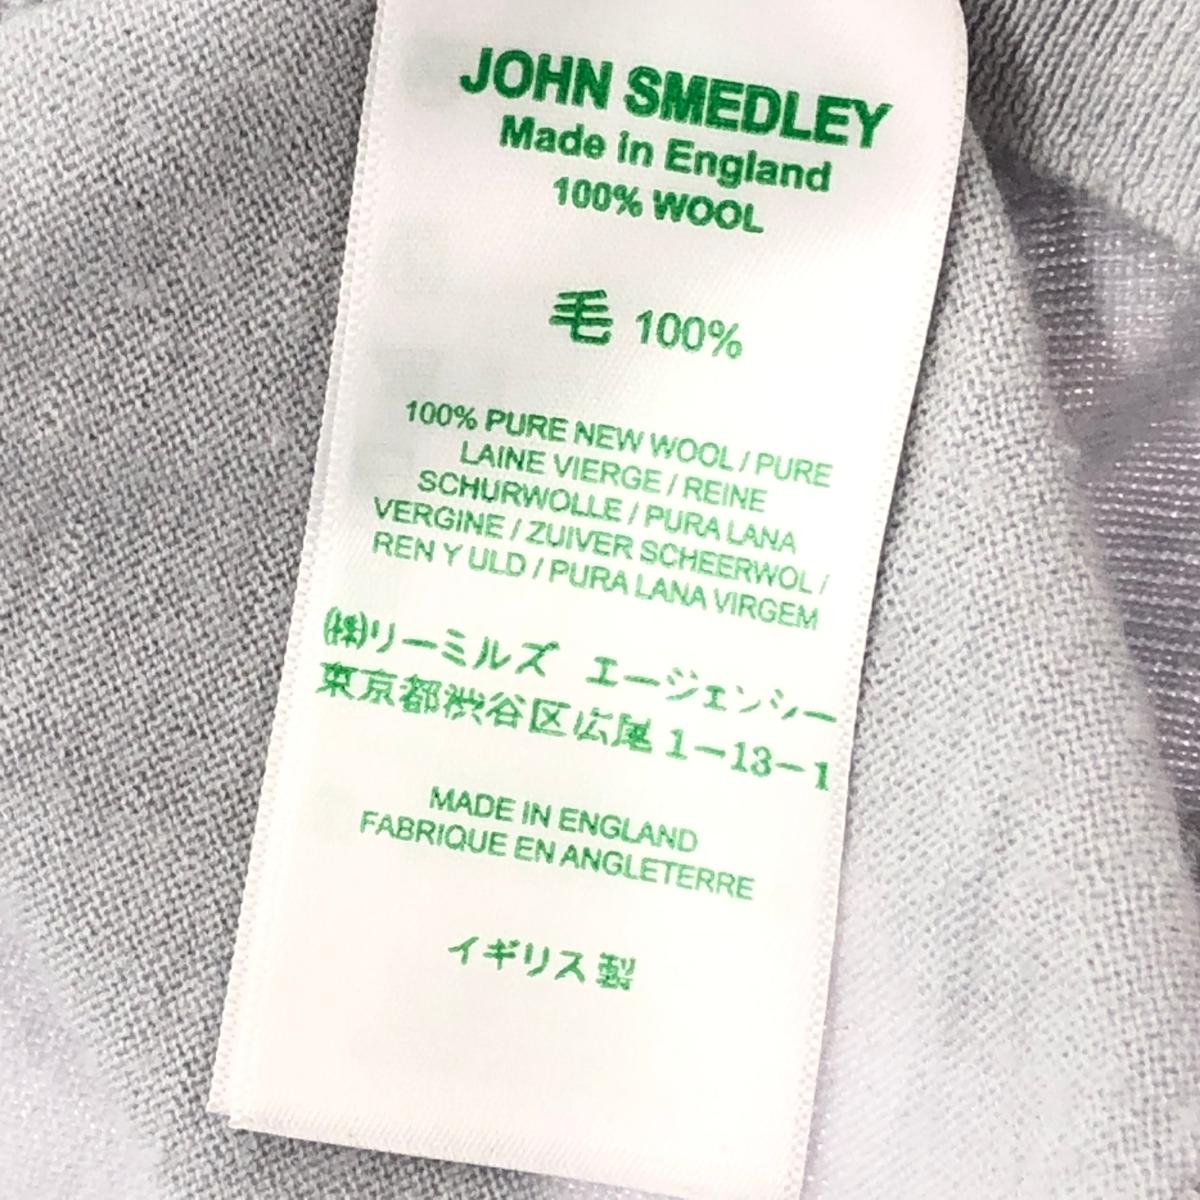 JOHN SMEDLEY
Made in England
100% WOOL
毛 100%
100% PURE NEW WOOL / PURE
LAINE VIERGE / REINE
SCHURWOLLE / PURA LANA
VERGINE / ZUIVER SCHEERWOL /
REN Y ULD / PURA LANA VIRGEM
㈱リーミルズ エージェンシー
東京都渋谷区広尾 1-13-1
MADE IN ENGLAND
FABRIQUE EN ANGLETERRE
イギリス製